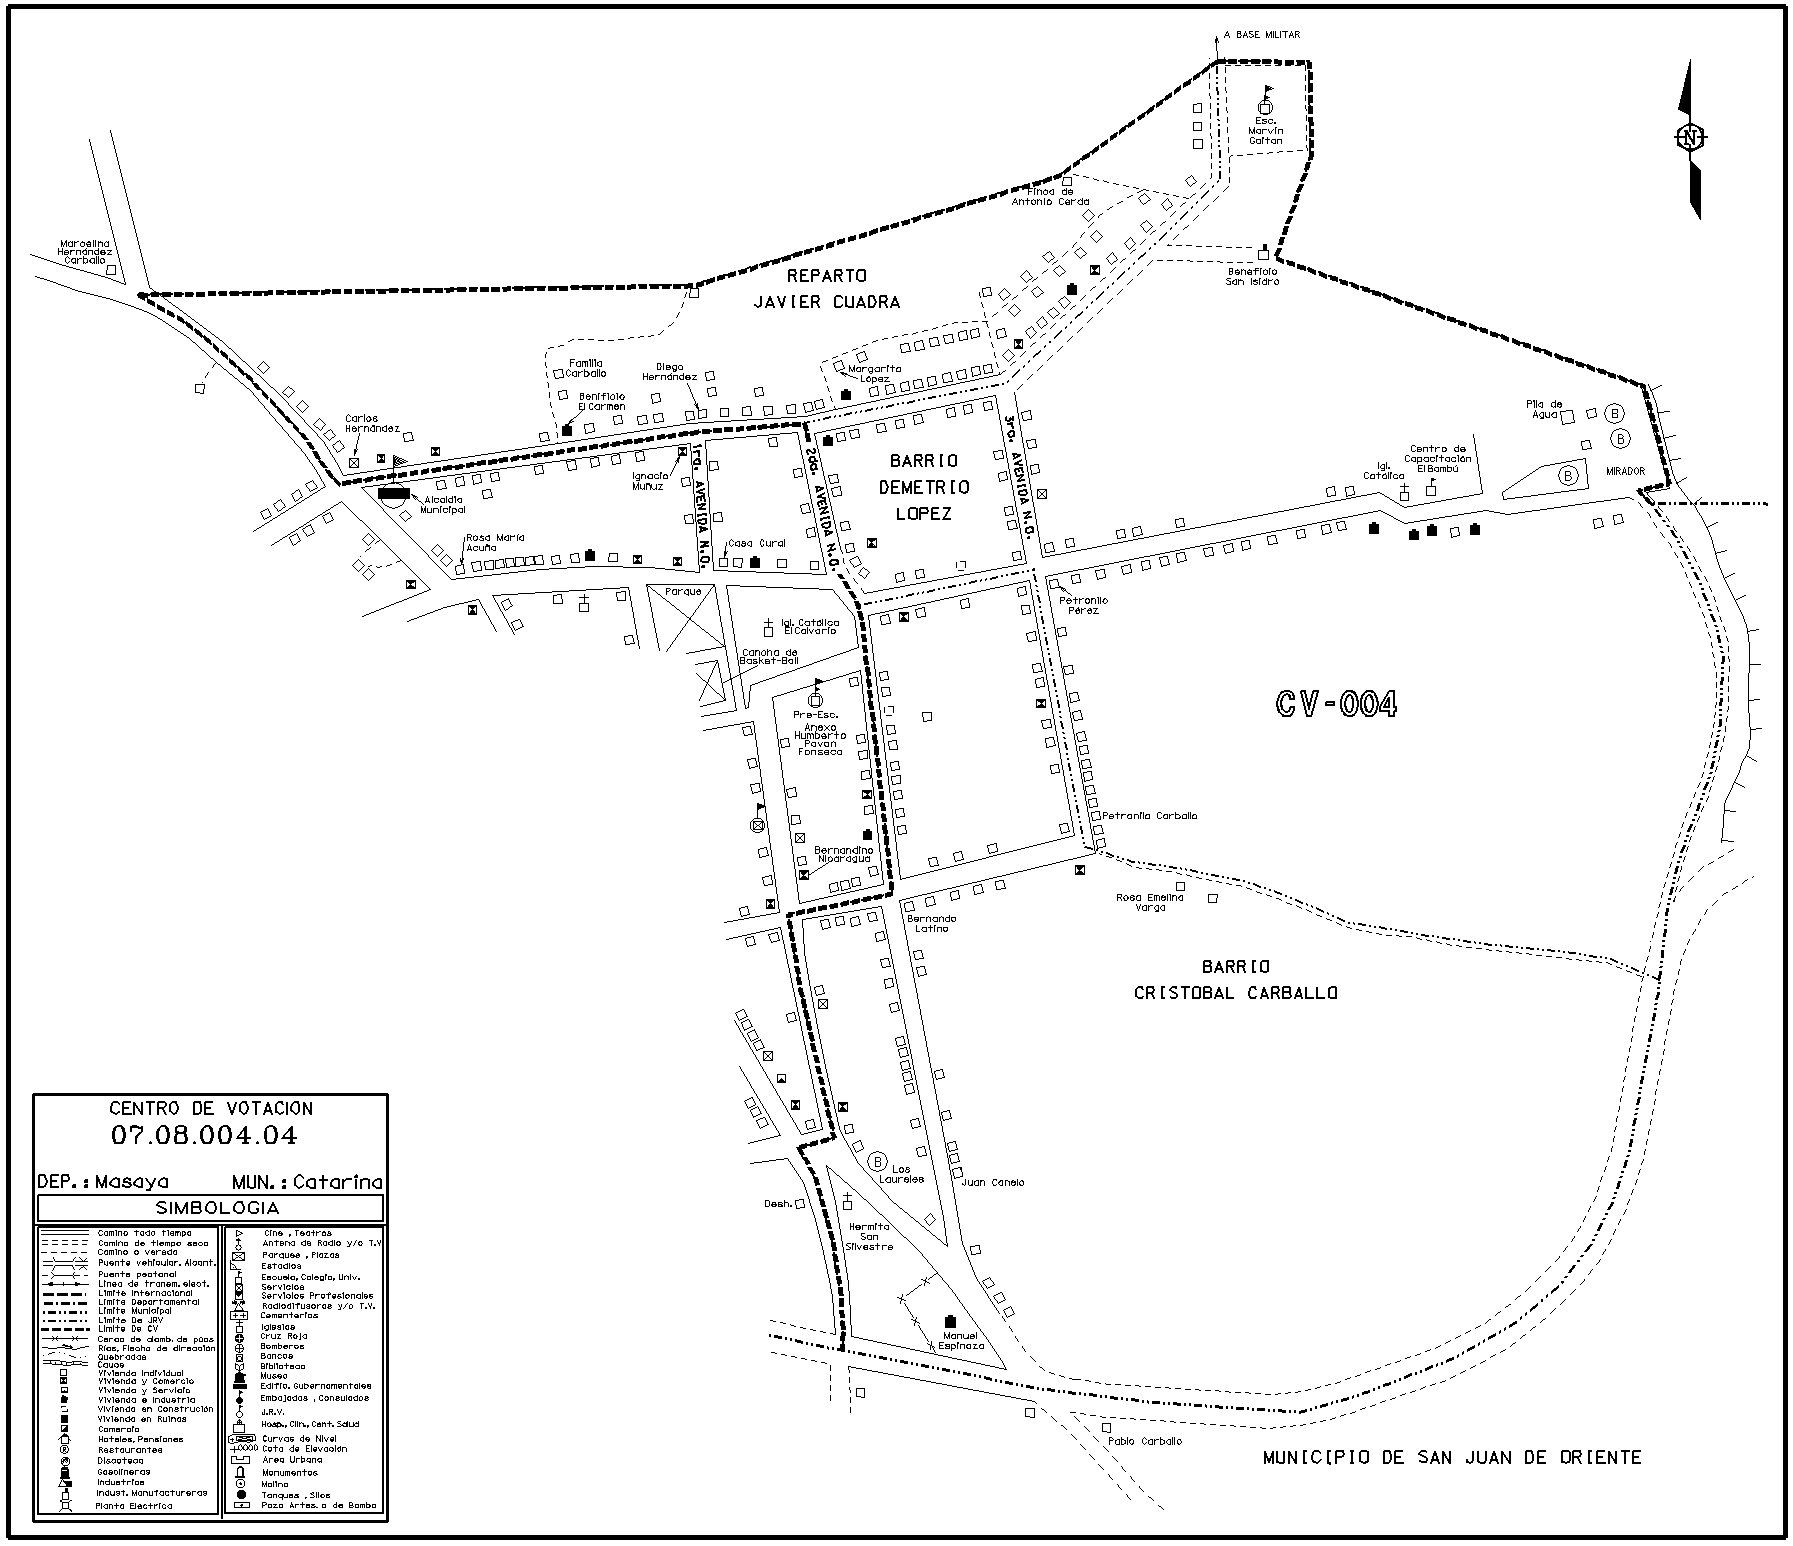 A BASE MILITAR
Esc.
Marvin
Gaitan
N
Finca de
Antonio Cerda
Marcelina
Hernández
Carballo
Beneficio
San Isidro
REPARTO
JAVIER CUADRA
Familia
Carballo
Diego
Hernández
Margarita
López
Benificio
El Carmen
Carlos
Hernández
Pila de
Agua
B
B
B
MIRADOR
Centro de
Capacitación
El Bambú
Igl.
Católica
1ra. AVENIDA N.O.
2da. AVENIDA N.O.
3ra. AVENIDA N.O.
BARRIO
DEMETRIO
LOPEZ
Ignacio
Muñuz
Alcaldia
Municipal
Rosa María
Acuña
Casa Cural
Parque
Petronilo
Pérez
Igl. Católica
El Calvario
Cancha de
Basket-Ball
CV-004
Pre-Esc.
Anexo
Humberto
Pavan
Fonseca
Petronila Carballo
Bernandino
Nicaragua
Rosa Emelina
Varga
Bernando
Latino
BARRIO
CRISTOBAL CARBALLO
B
Los
Laureles
Juan Canelo
Desh.
Hermita
San
Silvestre
Manuel
Espinoza
Pablo Carballo
MUNICIPIO DE SAN JUAN DE ORIENTE
CENTRO DE VOTACION
07.08.004.04
DEP.: Masaya MUN.: Catarina
SIMBOLOGIA
Camino todo tiempo
Camino de tiempo seco
Camino o vereda
Puente vehicular. Alcant.
Puente peatonal
Linea de transm. elect.
Limite Internacional
Limite Departamental
Limite Municipal
Limite De JRV
Limite De CV
Cerca de alamb. de púas
Rios, Flecha de dirección
Quebradas
Cauces
Vivienda Individual
Vivienda y Comercio
Vivienda y Servicio
Vivienda e Industria
Vivienda en Construción
Vivienda en Ruinas
Comercio
Hoteles, Pensiones
Restaurantes
Discoteca
Gasolineras
Industrias
Indust. Manufactureras
Planta Electrica
Cine , Teatros
Antena de Radio y/o T.V
Parques , Plazas
Estadios
Escuela, Colegio, Univ.
Servicios
Servicios Profesionales
Radiodifusoras y/o T.V.
Cementerios
Iglesias
Cruz Roja
Bomberos
Bancos
Biblioteca
Museo
Edific. Gubernamentales
Embajadas , Consulados
J.R.V.
Hosp., Clin., Cent. Salud
Curvas de Nivel
Cota de Elevación
Area Urbana
Monumentos
Molino
Tanques , Silos
Pozo Artes. o de Bomba